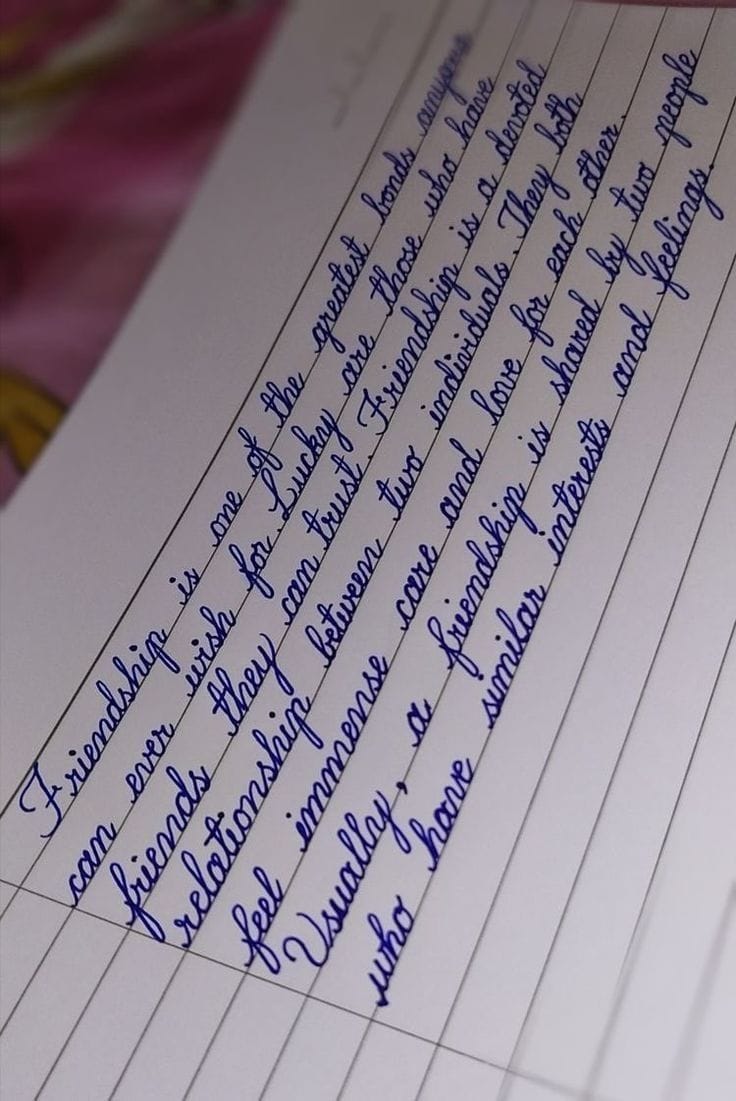 Friendship is one of the greatest bonds anyone
can ever wish for. Lucky are those who have
friends they can trust. Friendship is a devoted
relationship between two individuals. They both
feel immense care and love for each other.
Usually, a friendship is shared by two people
who have similar interests and feelings.